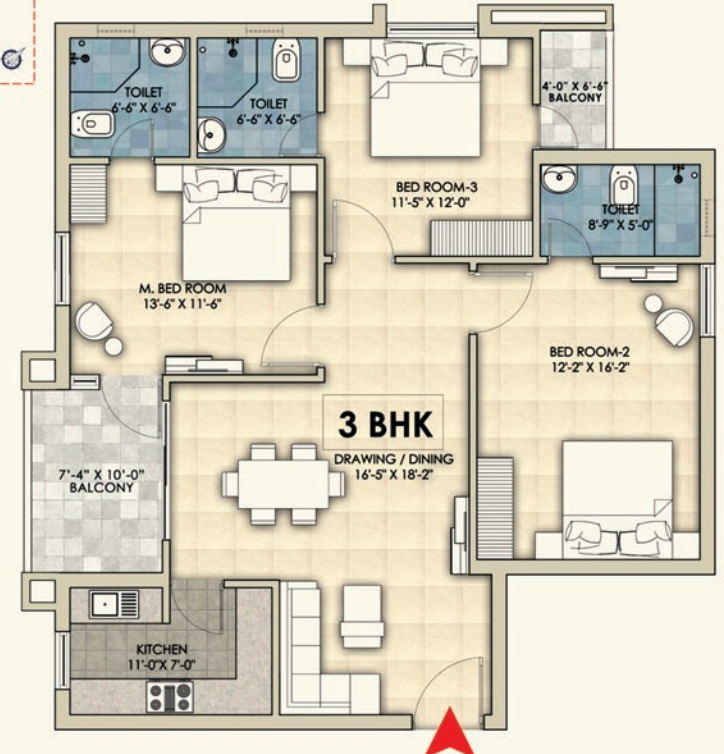 TOILET
6'-6" X 6'-6"
TOILET
6'-6" X 6'-6"
4'-0" X 6'-6"
BALCONY
BED ROOM-3
11'-5" X 12'-0"
TOILET
8'-9" X 5'-0"
M. BED ROOM
13'-6" X 11'-6"
BED ROOM-2
12'-2" X 16'-2"
3 BHK
DRAWING / DINING
16'-5" X 18'-2"
7'-4" X 10'-0"
BALCONY
KITCHEN
11'-0"X 7'-0"